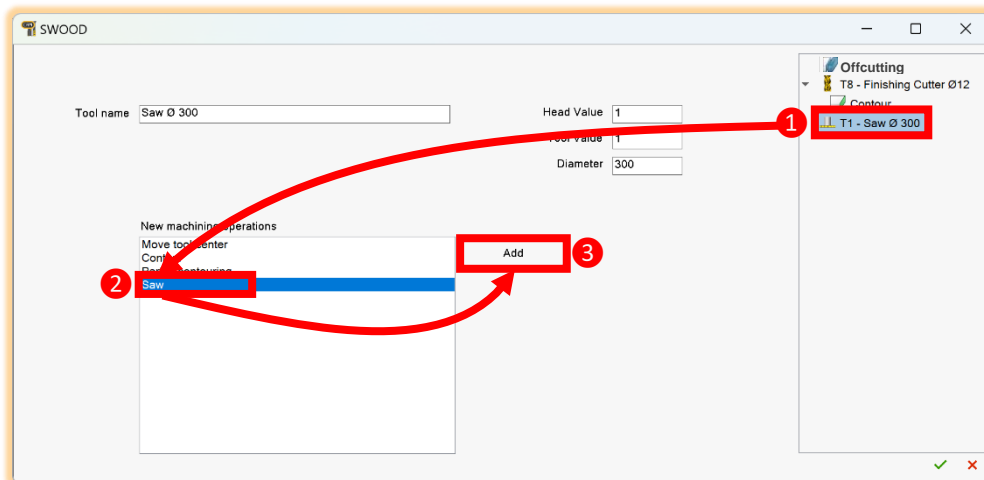 SWOOD
Offcutting
T8 - Finishing Cutter Ø12
Contour
T1 - Saw Ø 300
1
Tool name
Saw Ø 300
Head Value
1
Tool Value
1
Diameter
300
New machining operations
Move tool center
Saw
2
Add
3